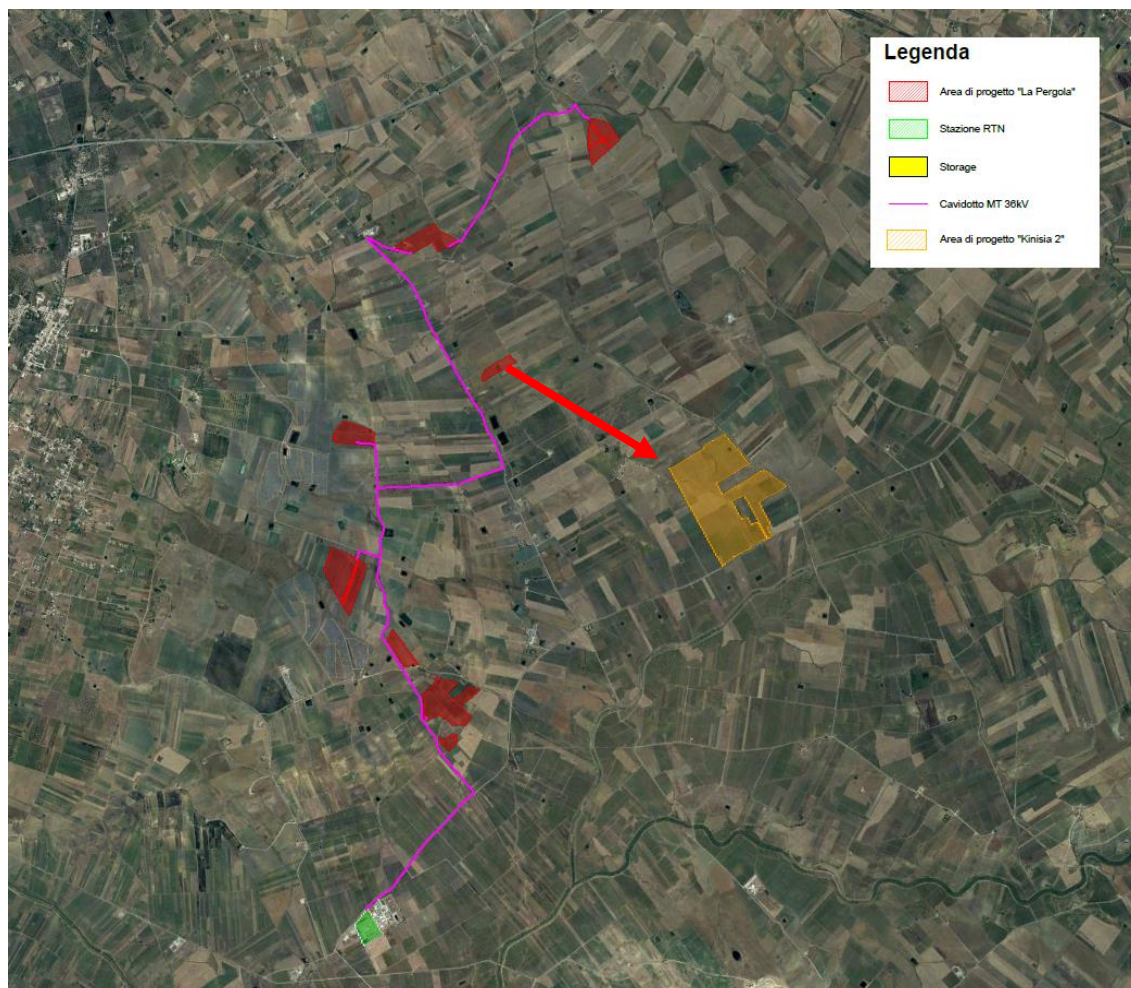 Legenda
Area di progetto "La Pergola"
Stazione RTN
Storage
Cavidotto MT 36kV
Area di progetto "Kinisia 2"